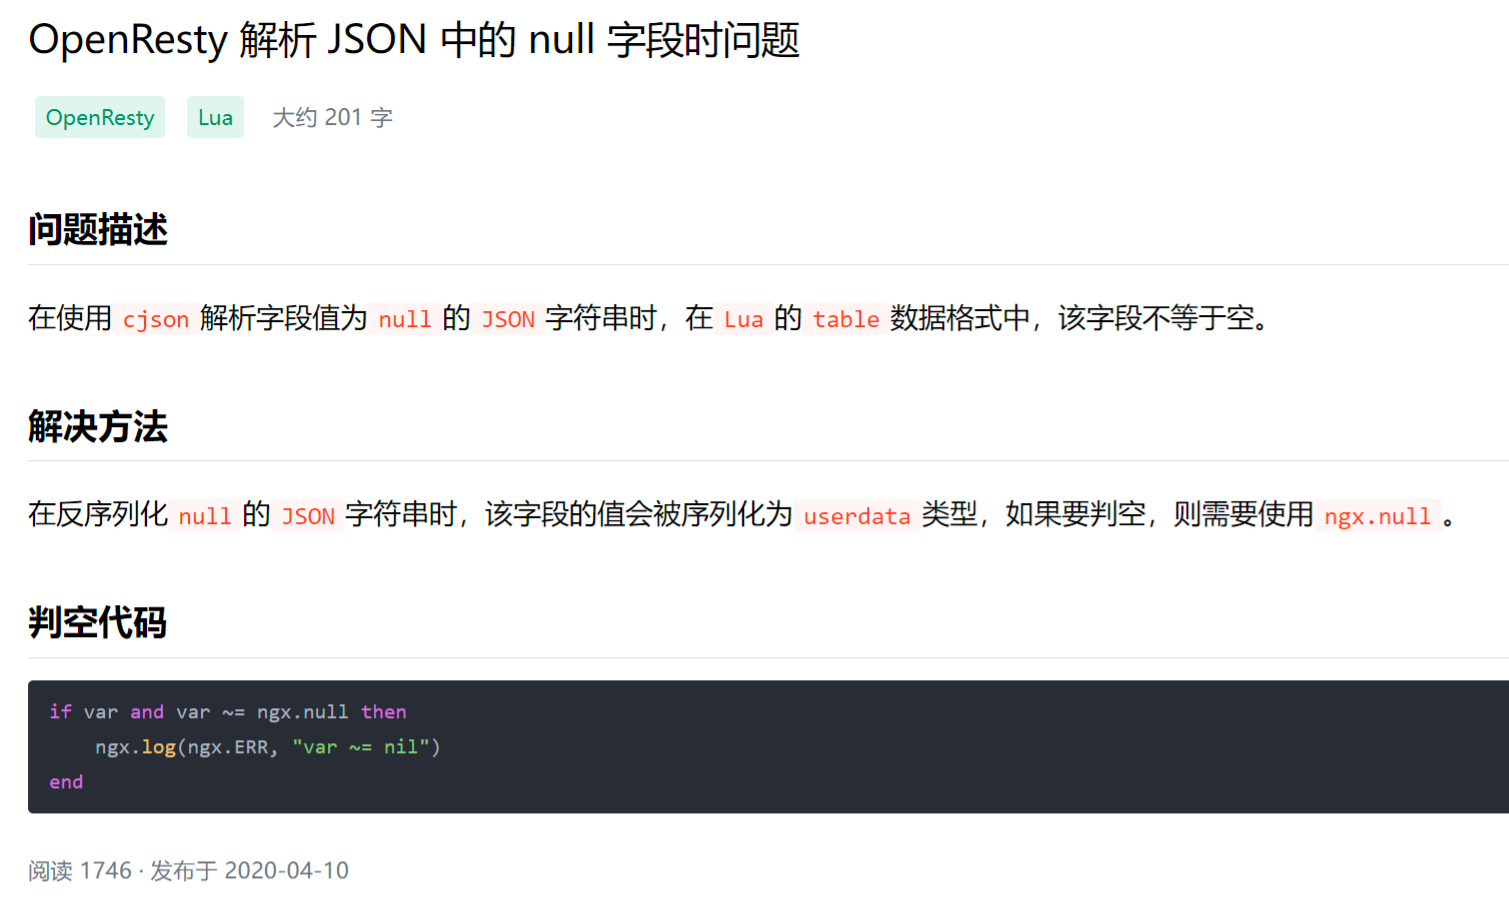 OpenResty 解析 JSON 中的 null 字段时问题
OpenResty Lua 大约 201 字
问题描述
在使用 cjson 解析字段值为 null 的 JSON 字符串时，在 Lua 的 table 数据格式中，该字段不等于空。
解决方法
在反序列化 null 的 JSON 字符串时，该字段的值会被序列化为 userdata 类型，如果要判空，则需要使用 ngx.null 。
判空代码
if var and var ~= ngx.null then
    ngx.log(ngx.ERR, "var ~= nil")
end
阅读 1746 · 发布于 2020-04-10